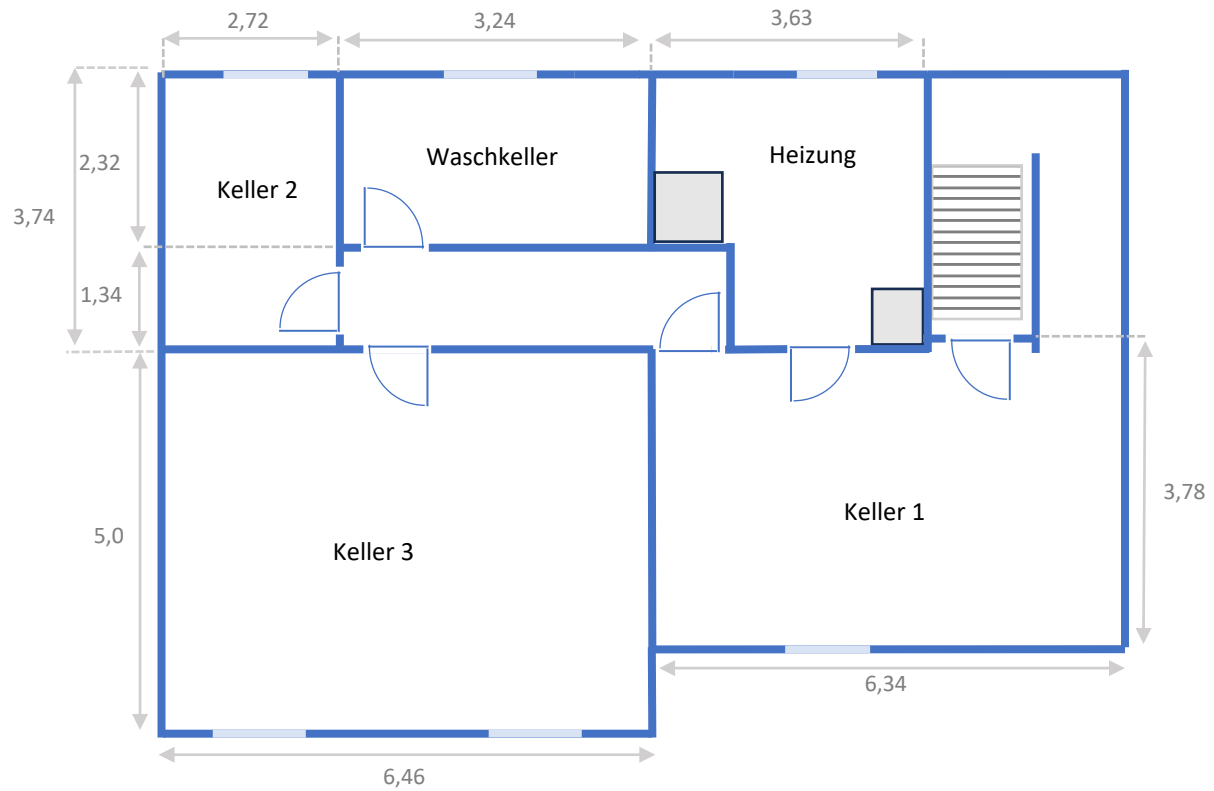 2,72
3,24
3,63
2,32
Waschkeller
Heizung
Keller 2
3,74
1,34
3,78
Keller 1
5,0
Keller 3
6,34
6,46